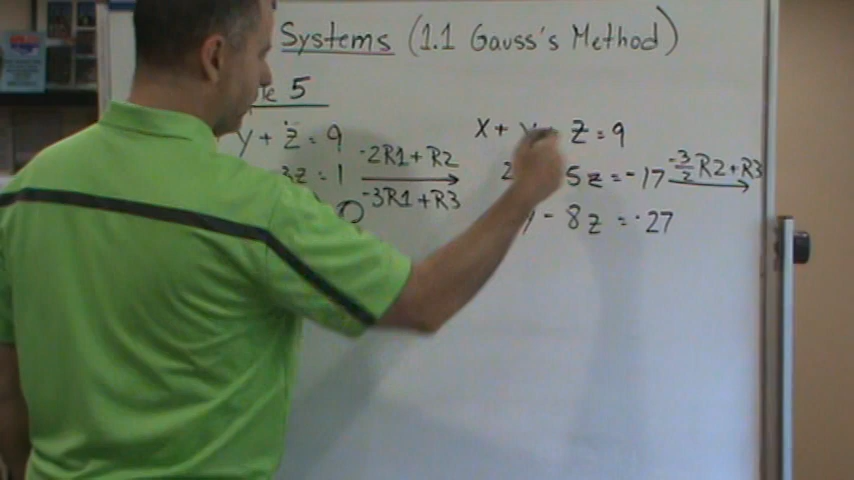 Systems (1.1 Gauss's Method)
5
y + z = 9
3z = 1
0
-2R1+R2
-3R1+R3
x + y z = 9
2 5z = -17
y - 8z = -27
-3/2 R2+R3